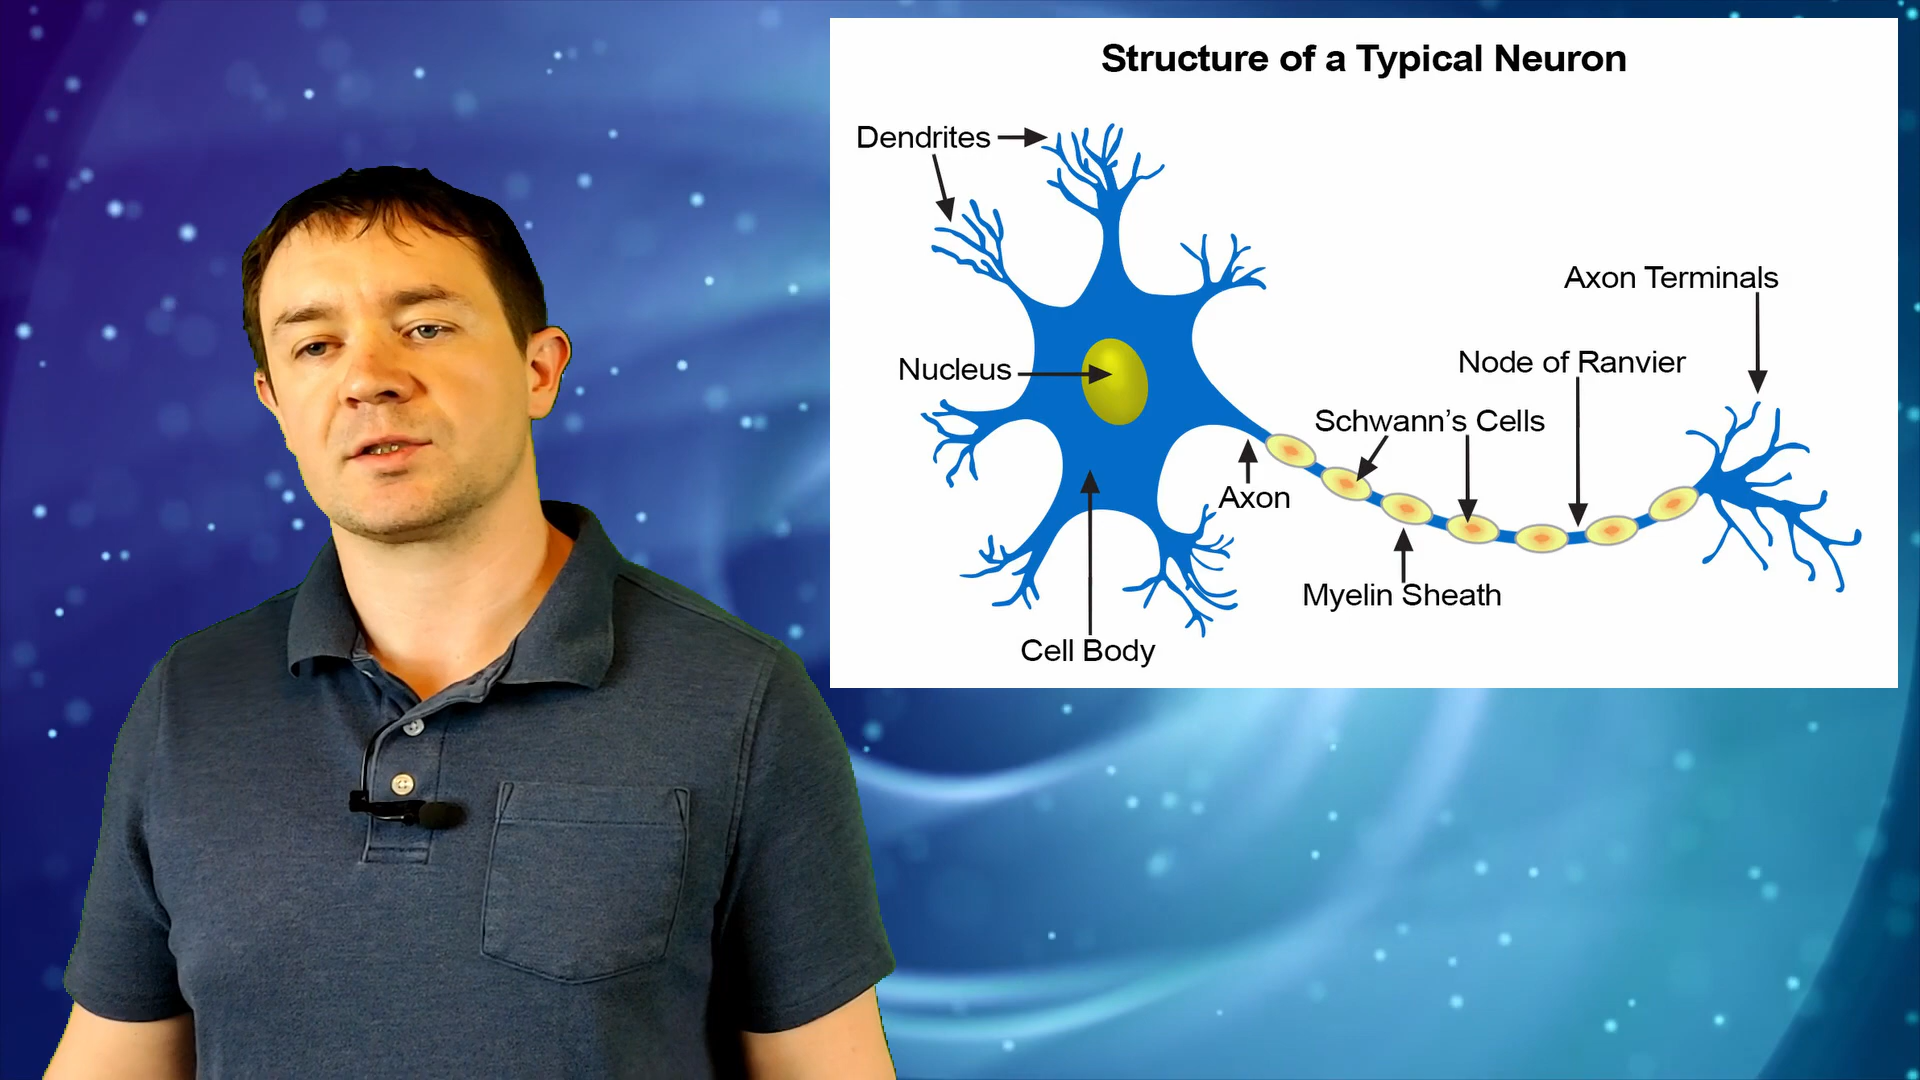 Structure of a Typical Neuron
Dendrites
Axon Terminals
Node of Ranvier
Nucleus
Schwann’s Cells
Axon
Myelin Sheath
Cell Body